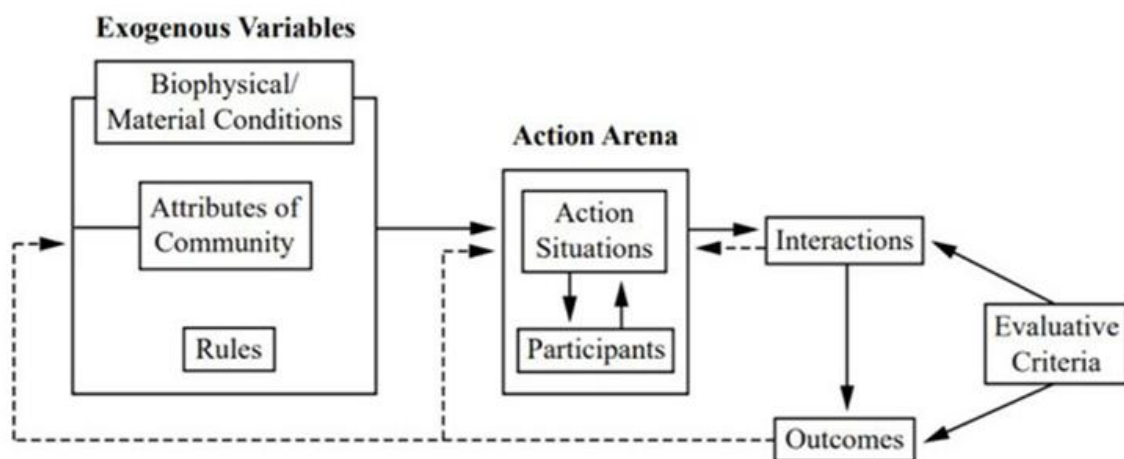 Exogenous Variables
Biophysical/
Material Conditions
Attributes of
Community
Rules
Action Arena
Action
Situations
Participants
Interactions
Outcomes
Evaluative
Criteria